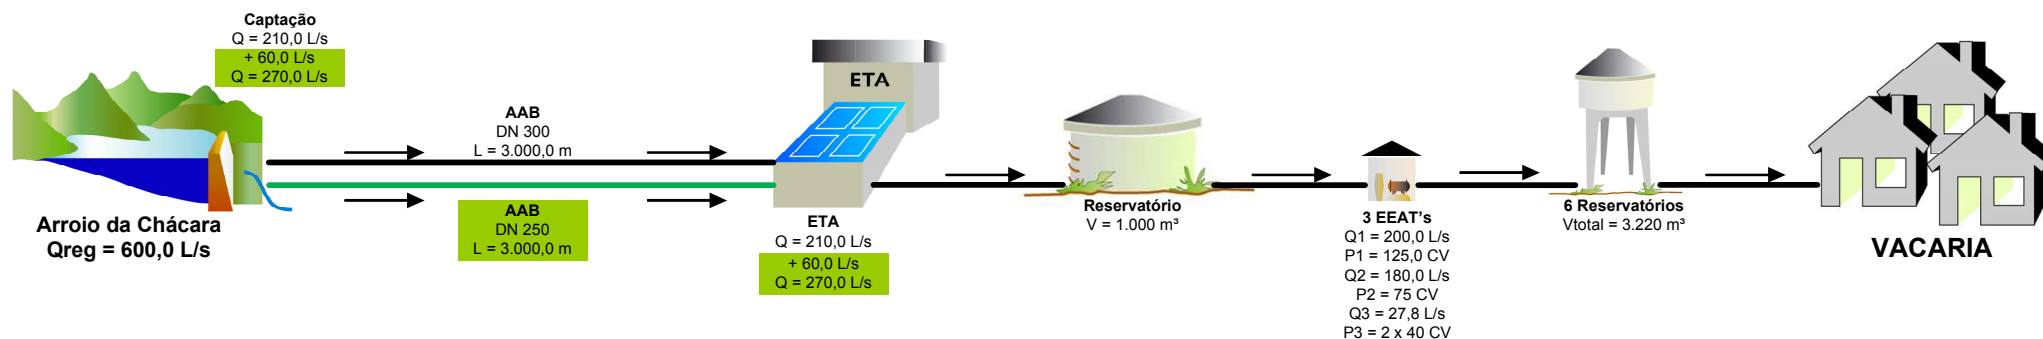 Captação
Q = 210,0 L/s
+ 60,0 L/s
Q = 270,0 L/s
Arroio da Chácara
Qreg = 600,0 L/s
AAB
DN 300
L = 3.000,0 m
AAB
DN 250
L = 3.000,0 m
ETA
ETA
Q = 210,0 L/s
+ 60,0 L/s
Q = 270,0 L/s
Reservatório
V = 1.000 m³
3 EEAT's
Q1 = 200,0 L/s
P1 = 125,0 CV
Q2 = 180,0 L/s
P2 = 75 CV
Q3 = 27,8 L/s
P3 = 2 x 40 CV
6 Reservatórios
Vtotal = 3.220 m³
VACARIA